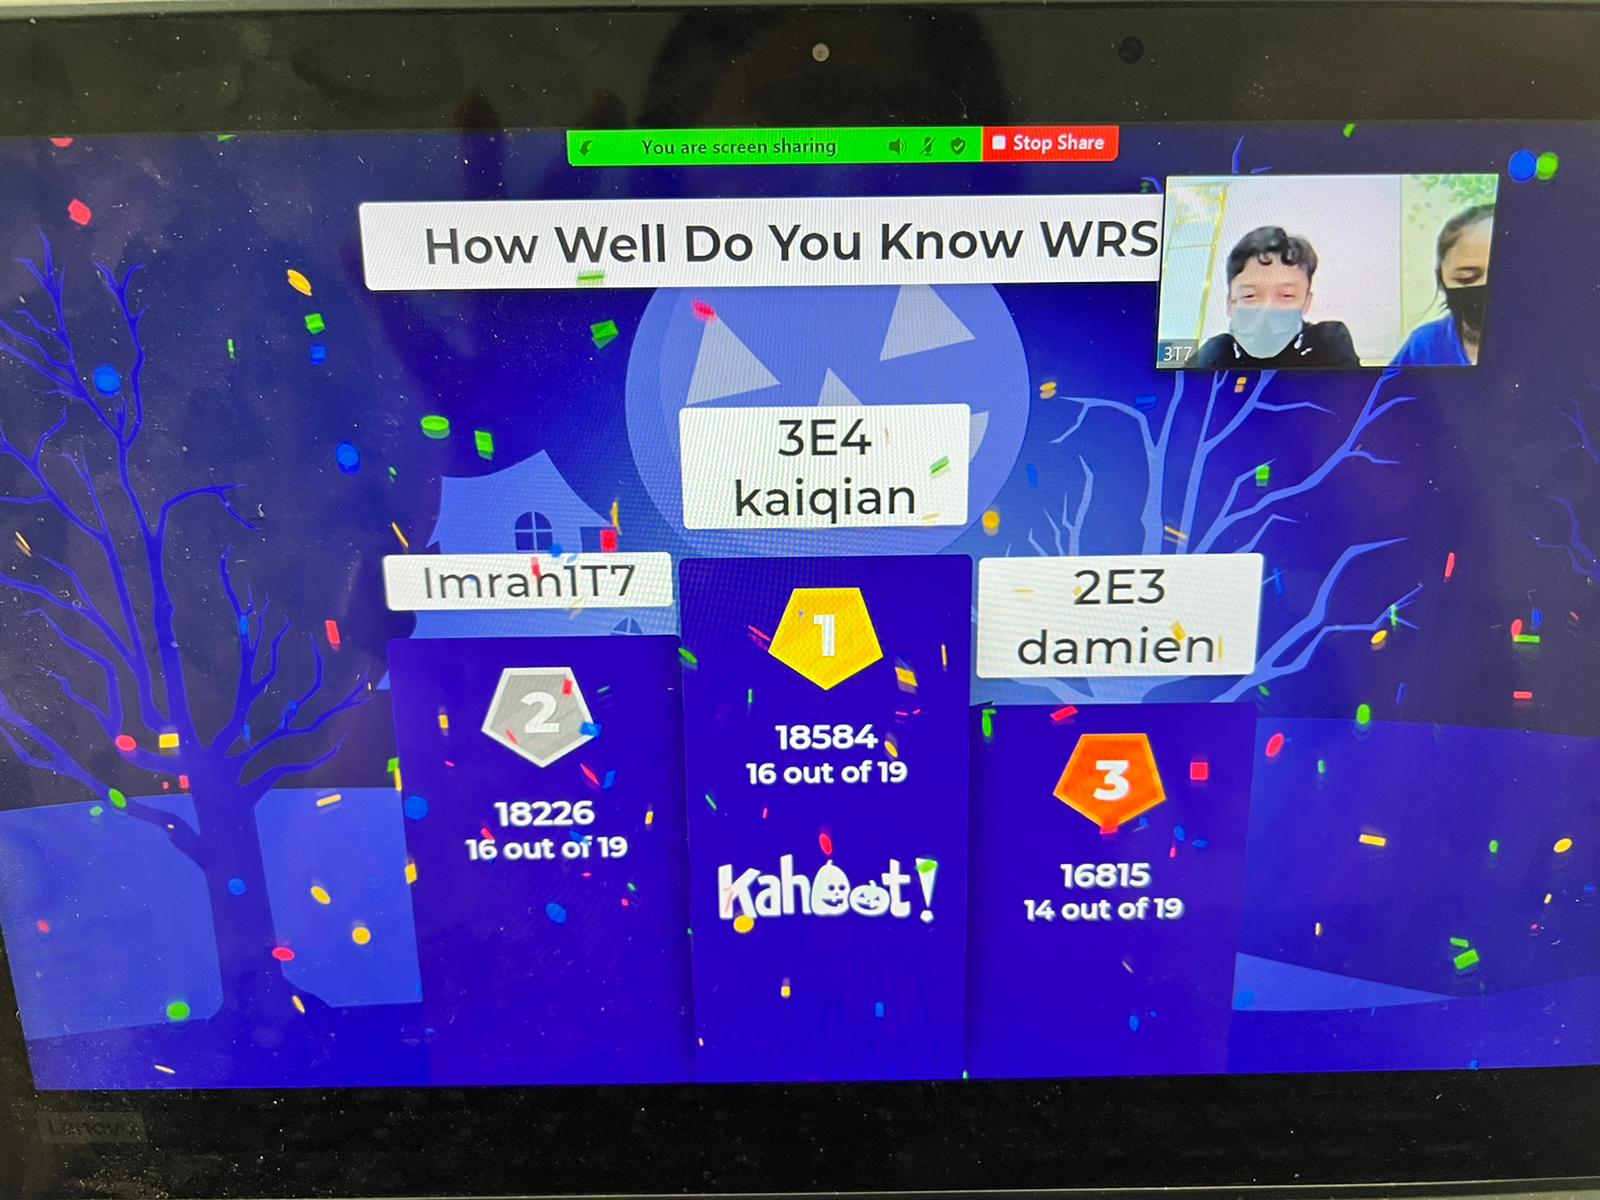 You are screen sharing
Stop Share
How Well Do You Know WRS
3T7
3E4
kaiqian
Imran1T7
2E3
damien
1
18584
16 out of 19
2
18226
16 out of 19
3
16815
14 out of 19
Kahoot!
Lenovo